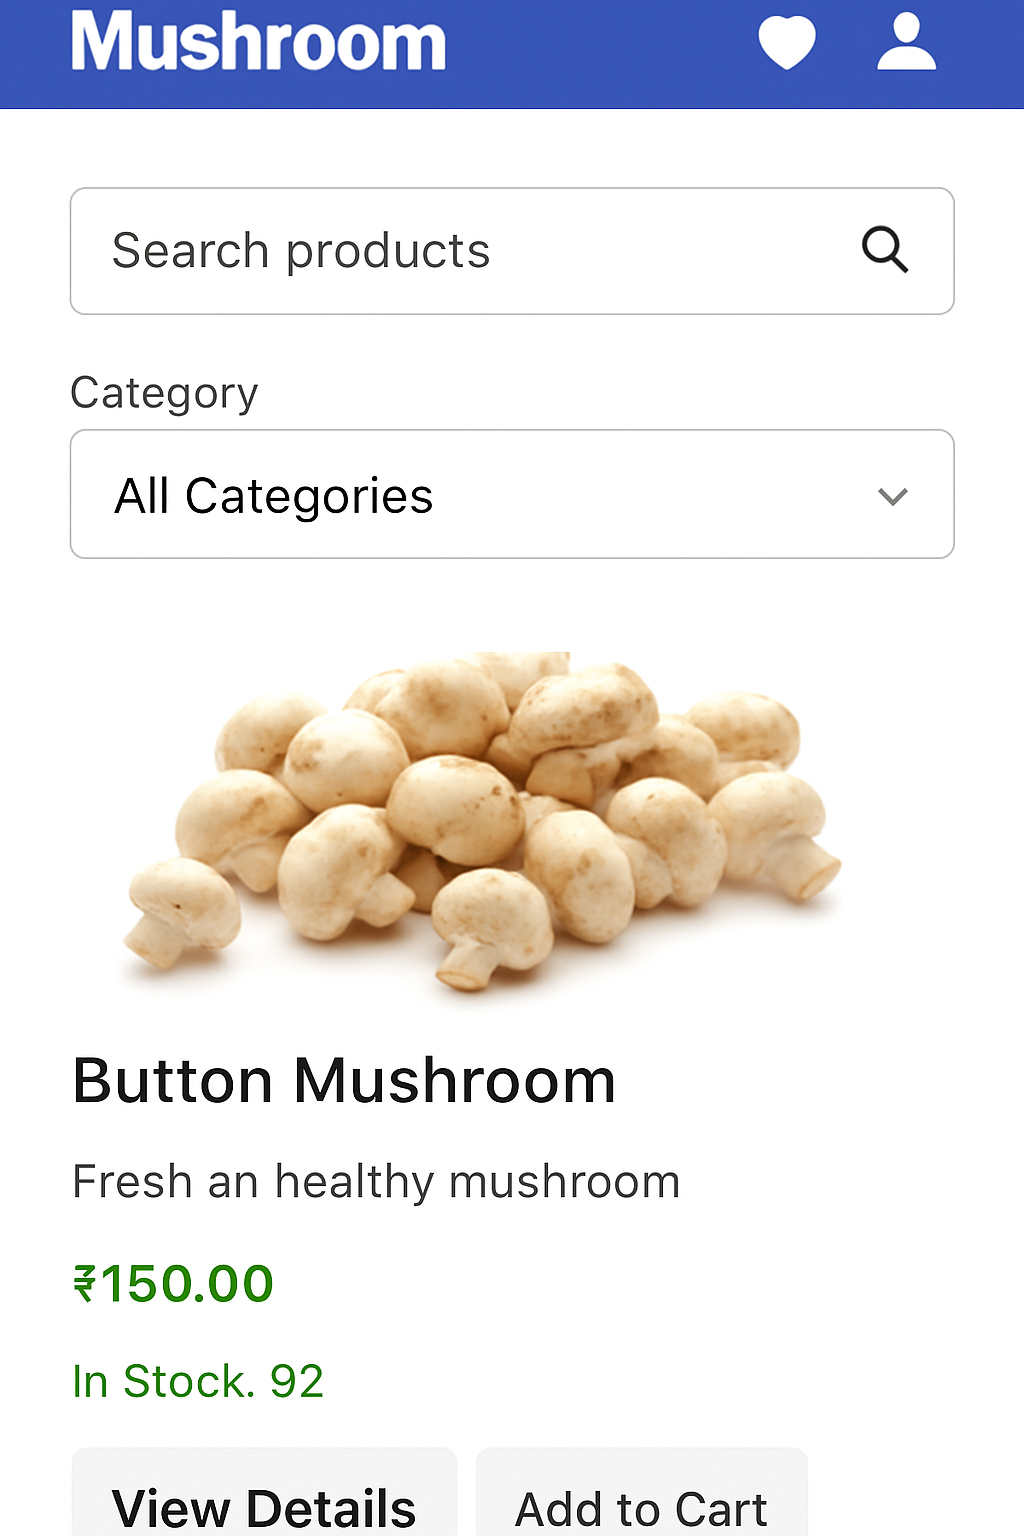 Mushroom
Search products
Category
All Categories
Button Mushroom
Fresh an healthy mushroom
₹150.00
In Stock. 92
View Details Add to Cart